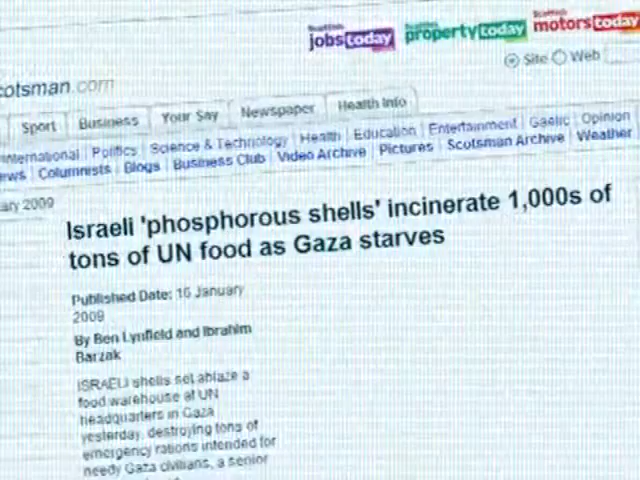 Scottish jobstoday
Scottish propertytoday
Scottish motorstoday
Site Web
cotsman.com
Sport Business Your Say Newspaper Health Info
International Politics Science & Technology Health Education Entertainment Gaelic Opinion
ews Columnists Blogs Business Club Video Archive Pictures Scotsman Archive Weather
ary 2009
Israeli 'phosphorous shells' incinerate 1,000s of
tons of UN food as Gaza starves
Published Date: 16 January
2009
By Ben Lynfield and Ibrahim
Barzak
ISRAELI shells set ablaze a
food warehouse at UN
headquarters in Gaza
yesterday, destroying tons of
emergency rations intended for
needy Gaza civilians, a senior